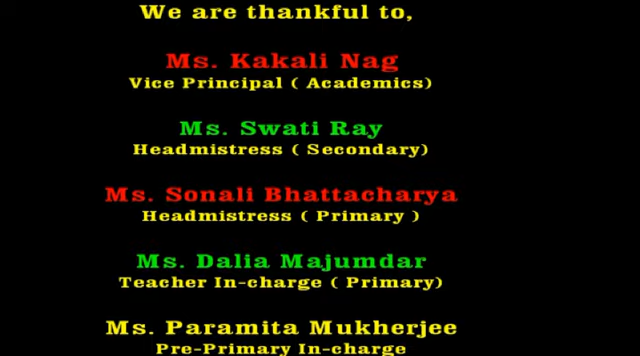 We are thankful to,
Ms. Kakali Nag
Vice Principal ( Academics)
Ms. Swati Ray
Headmistress ( Secondary)
Ms. Sonali Bhattacharya
Headmistress ( Primary )
Ms. Dalia Majumdar
Teacher In-charge ( Primary)
Ms. Paramita Mukherjee
Pre-Primary In-charge